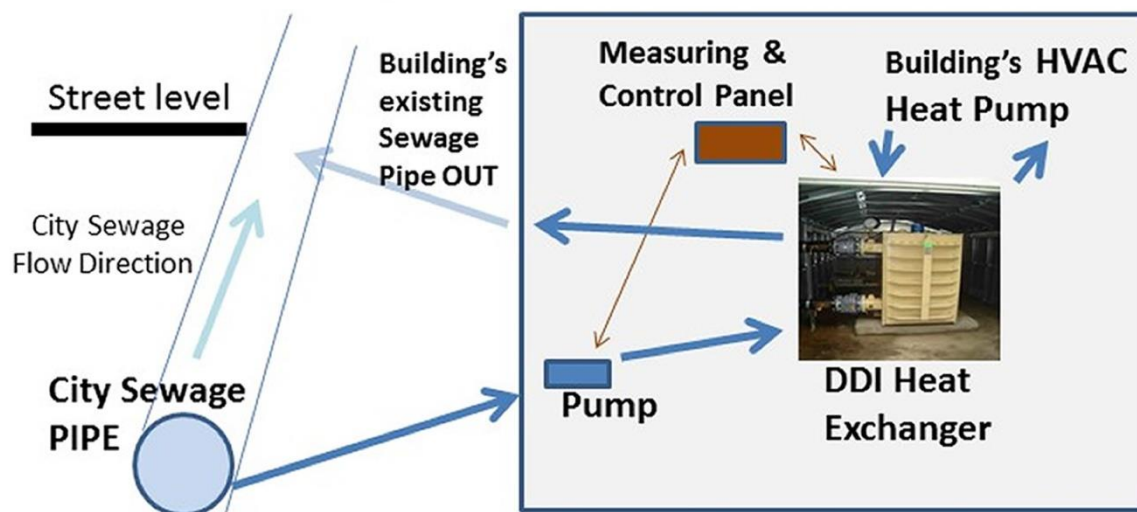 Street level
City Sewage
Flow Direction
City Sewage
PIPE
Building's
existing
Sewage
Pipe OUT
Measuring &
Control Panel
Building's HVAC
Heat Pump
Pump
DDI Heat
Exchanger